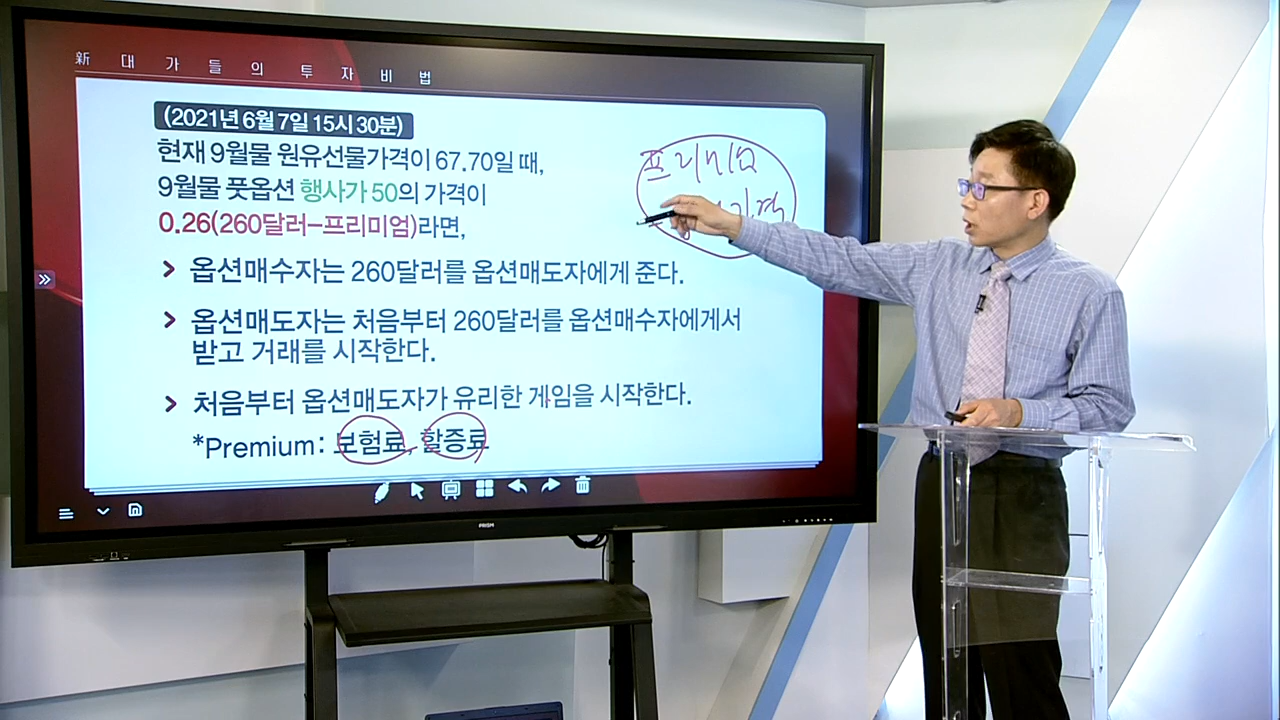 新 대 가 들 의 투 자 비 법
(2021년 6월 7일 15시 30분)
현재 9월물 원유선물가격이 67.70일 때,
9월물 풋옵션 행사가 50의 가격이
0.26(260달러-프리미엄)라면,
프리미엄
가격
> 옵션매수자는 260달러를 옵션매도자에게 준다.
> 옵션매도자는 처음부터 260달러를 옵션매수자에게서
받고 거래를 시작한다.
> 처음부터 옵션매도자가 유리한 게임을 시작한다.
*Premium : 보험료, 할증료
PRISM